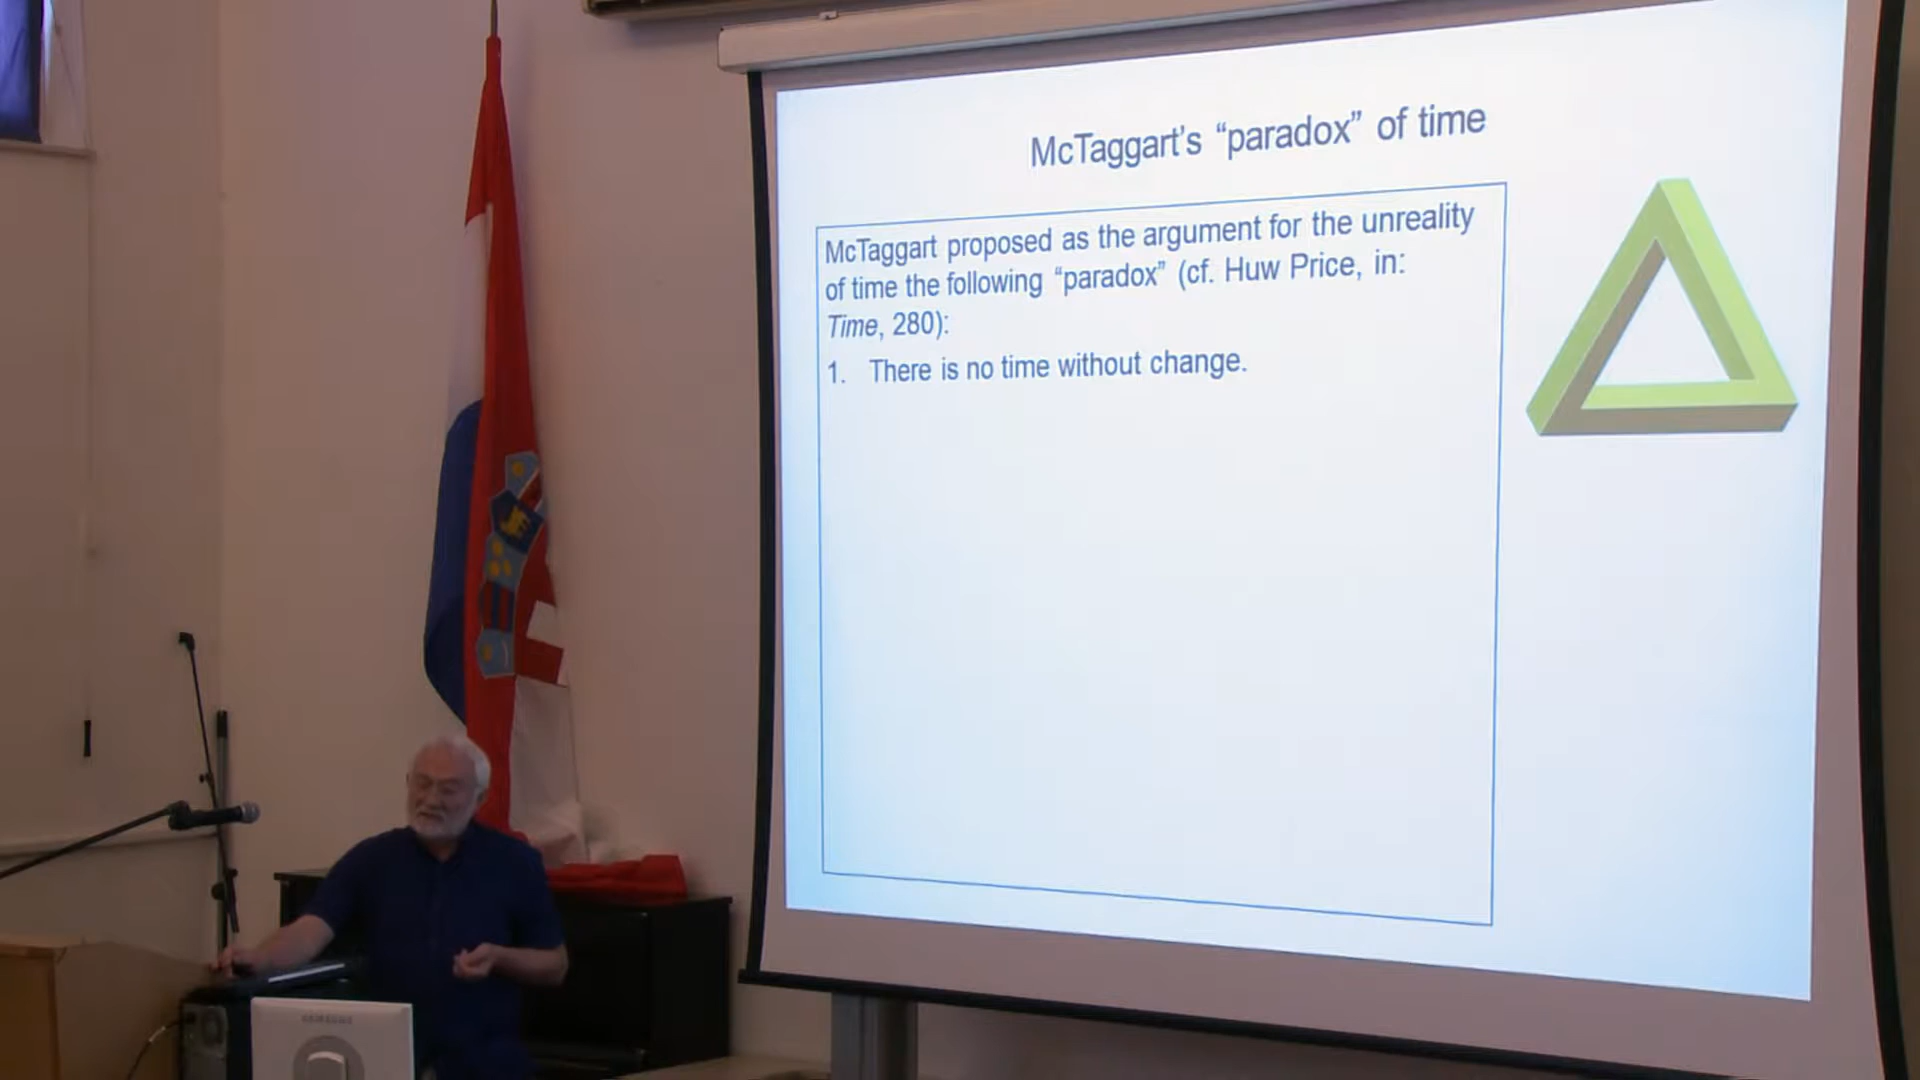 McTaggart's “paradox” of time
McTaggart proposed as the argument for the unreality
of time the following “paradox” (cf. Huw Price, in:
Time, 280):
1. There is no time without change.
SAMSUNG